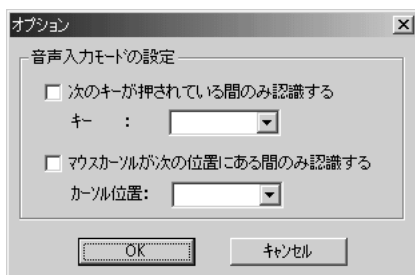 オプション
音声入力モードの設定
次のキーが押されている間のみ認識する
キー　：
マウスカーソルが次の位置にある間のみ認識する
カーソル位置：
OK　キャンセル